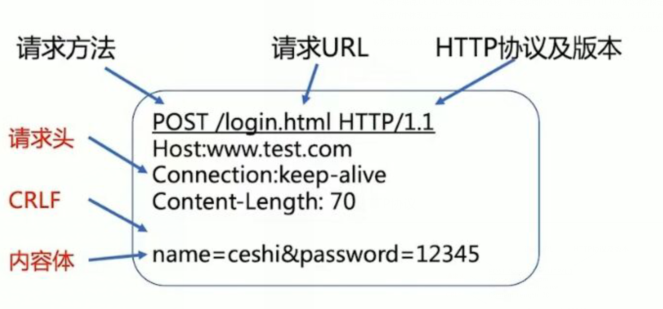 请求方法 请求URL HTTP协议及版本
POST /login.html HTTP/1.1
Host:www.test.com
请求头
Connection:keep-alive
CRLF
Content-Length: 70
内容体
name=ceshi&password=12345